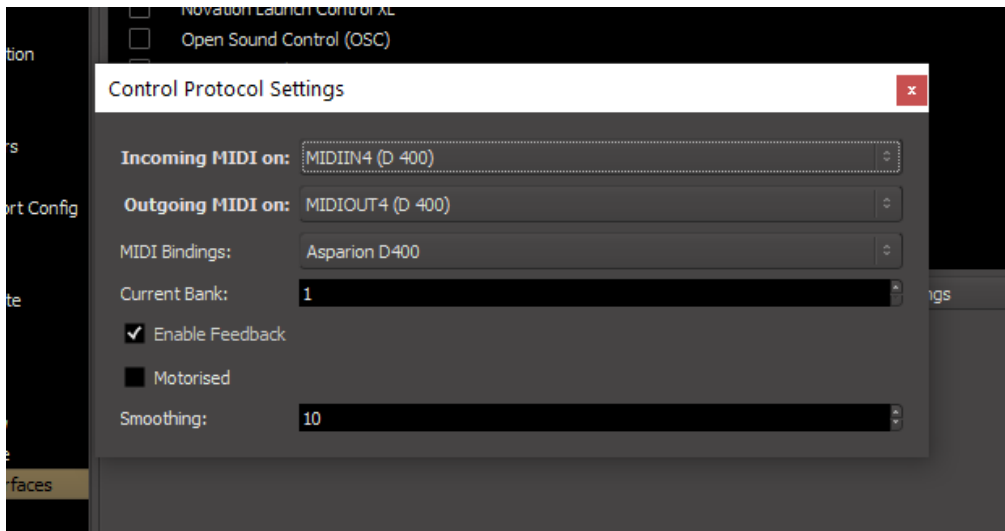 Novation Launch Control XL
Open Sound Control (OSC)
tion
Control Protocol Settings
x
rs
Incoming MIDI on: MIDIIN4 (D 400)
Outgoing MIDI on: MIDIOUT4 (D 400)
ort Config
MIDI Bindings: Asparion D400
Current Bank: 1
te
ngs
Enable Feedback
Motorised
Smoothing: 10
e
rfaces